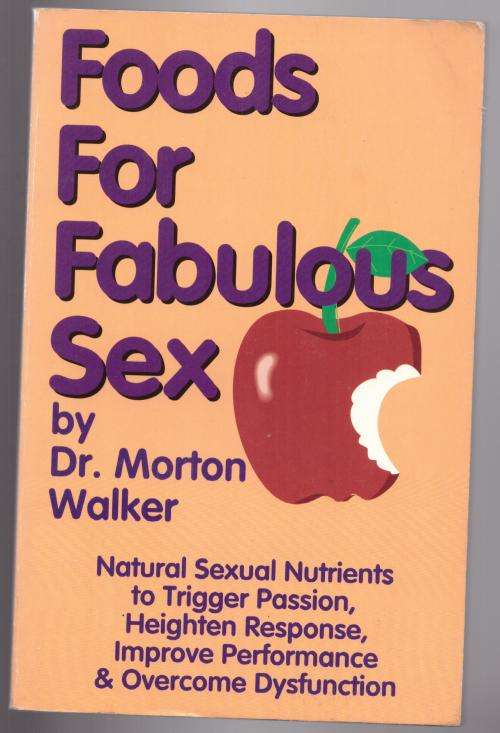 Foods
For
Fabulous
Sex
by
Dr. Morton
Walker
Natural Sexual Nutrients
to Trigger Passion,
Heighten Response,
Improve Performance
& Overcome Dysfunction